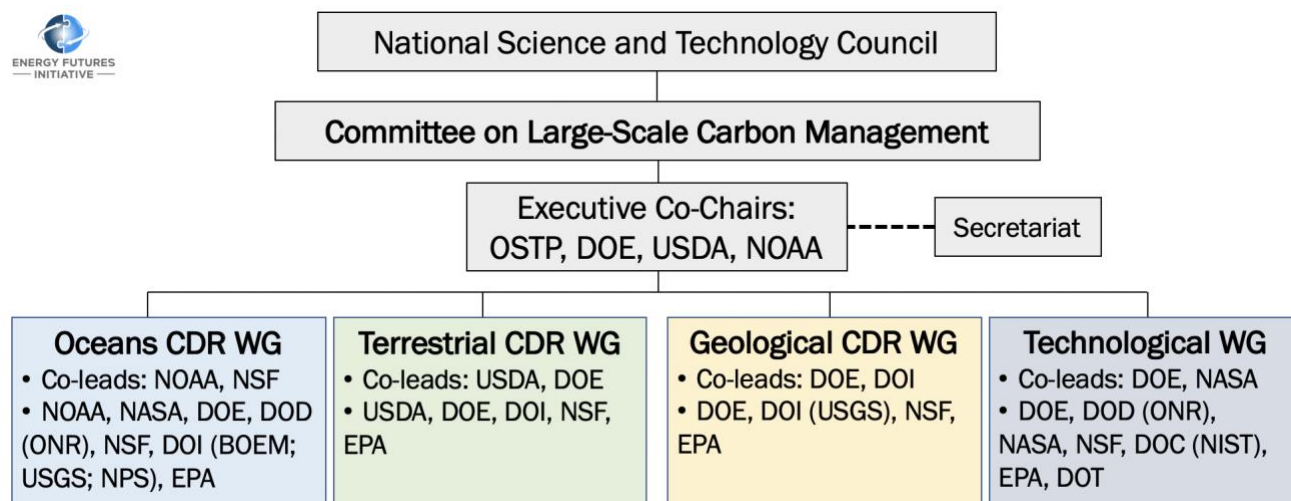 ENERGY FUTURES
INITIATIVE
National Science and Technology Council
Committee on Large-Scale Carbon Management
Executive Co-Chairs:
OSTP, DOE, USDA, NOAA
Secretariat
Oceans CDR WG
• Co-leads: NOAA, NSF
• NOAA, NASA, DOE, DOD
(ONR), NSF, DOI (BOEM;
USGS; NPS), EPA
Terrestrial CDR WG
• Co-leads: USDA, DOE
• USDA, DOE, DOI, NSF,
EPA
Geological CDR WG
• Co-leads: DOE, DOI
• DOE, DOI (USGS), NSF,
EPA
Technological WG
• Co-leads: DOE, NASA
• DOE, DOD (ONR),
NASA, NSF, DOC (NIST),
EPA, DOT